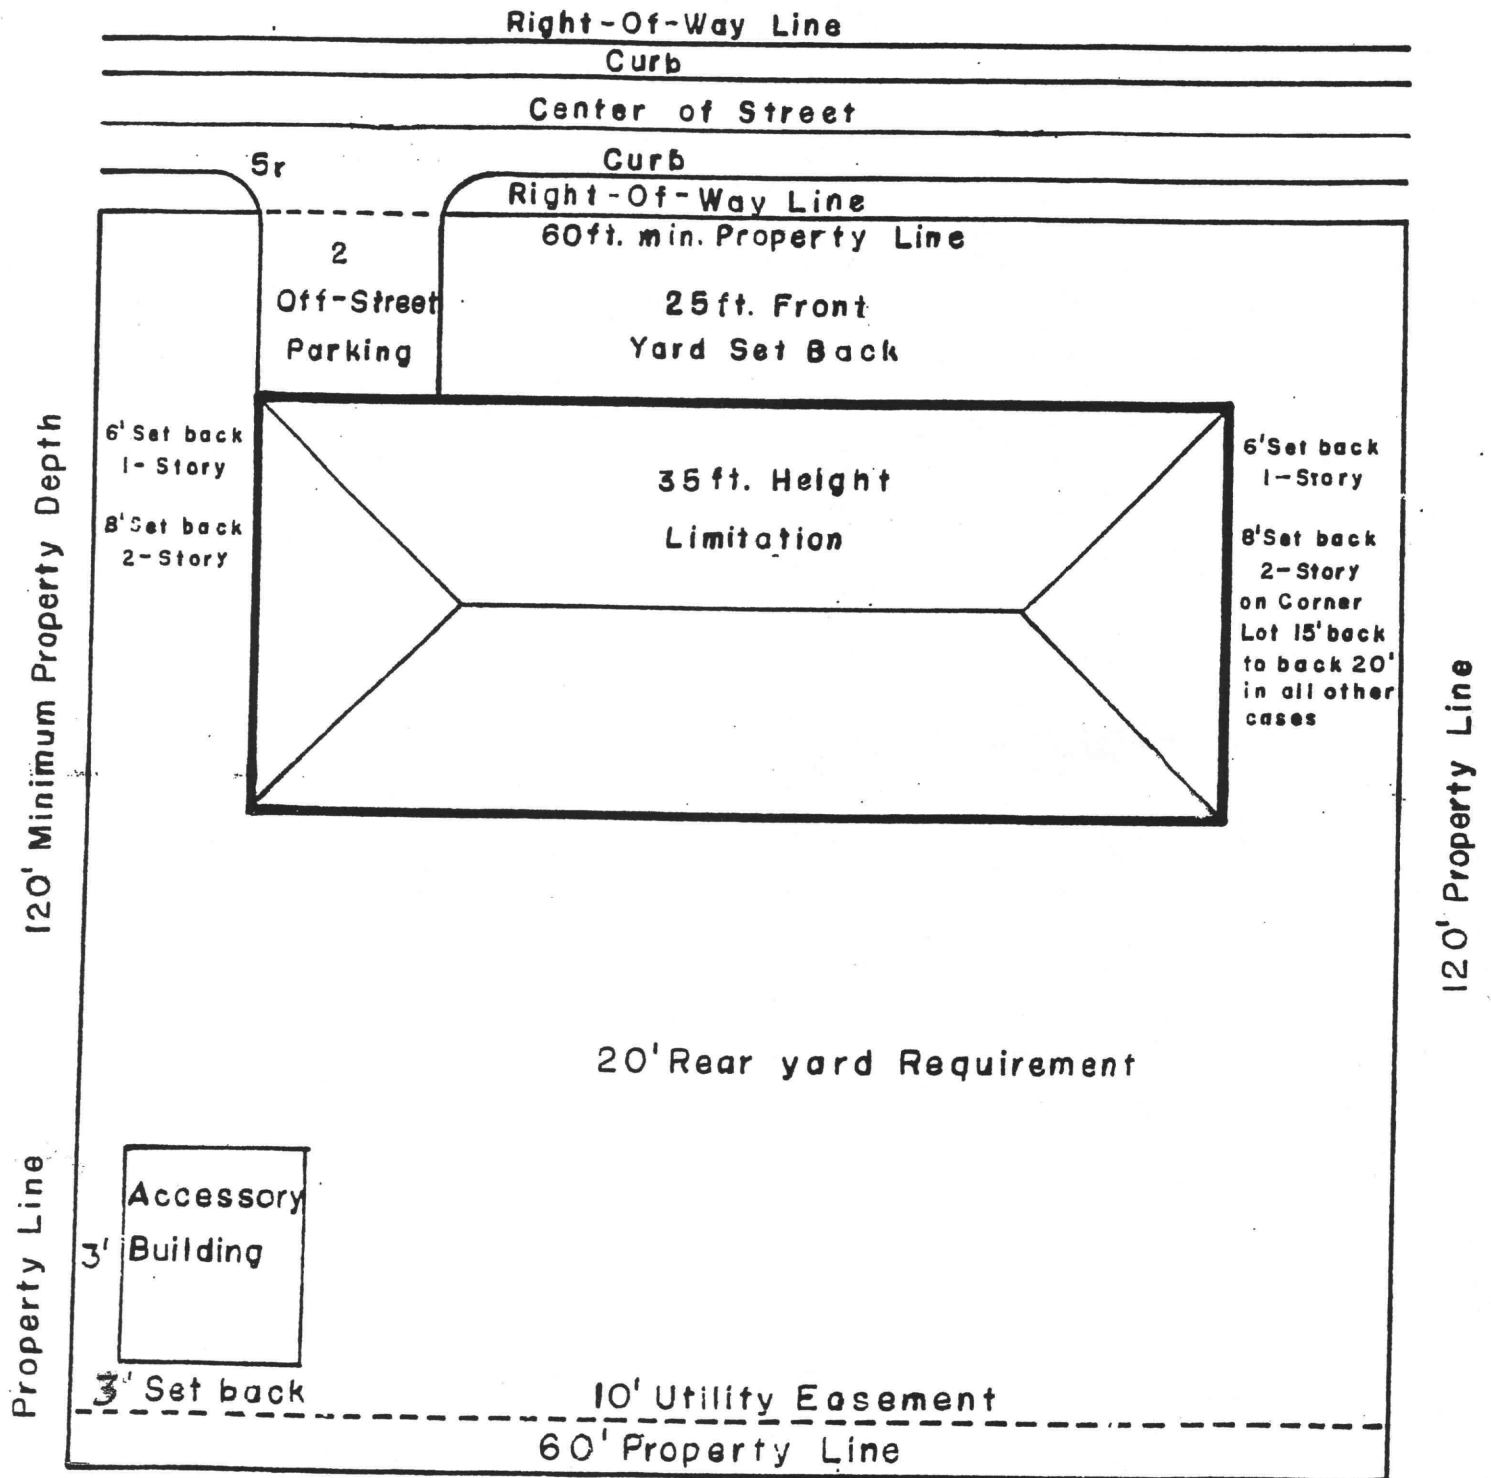 Right-Of-Way Line
Curb
Center of Street
5r
Curb
Right-Of-Way Line
60ft. min. Property Line
2
Off-Street
Parking
25ft. Front
Yard Set Back
120' Minimum Property Depth
6' Set back
1-Story
8' Set back
2-Story
35ft. Height
Limitation
6' Set back
1-Story
8' Set back
2-Story
on Corner
Lot 15' back
to back 20'
in all other
cases
120' Property Line
20' Rear yard Requirement
Property Line
Accessory
3' Building
3' Set back
10' Utility Easement
60' Property Line